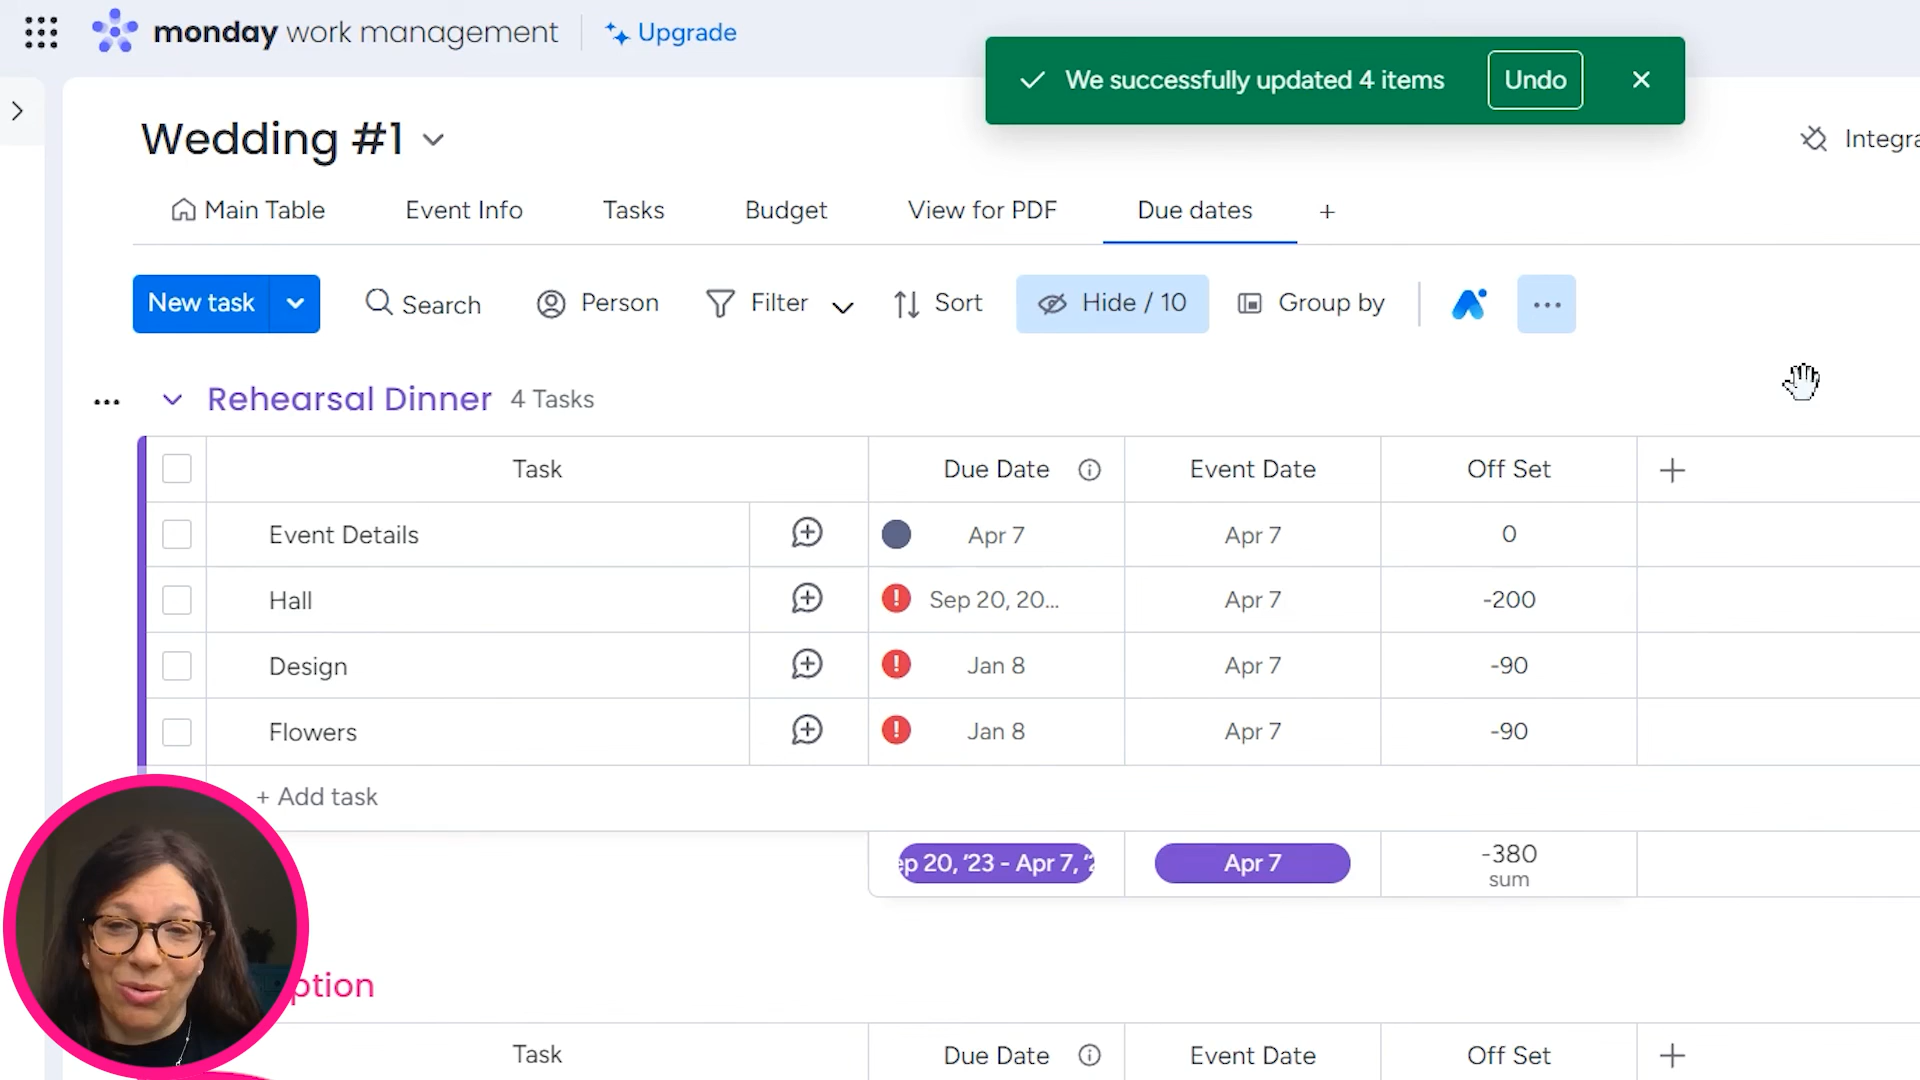 monday work management
Upgrade
We successfully updated 4 items
Undo
Wedding #1
Main Table
Event Info
Tasks
Budget
View for PDF
Due dates
New task
Search
Person
Filter
Sort
Hide / 10
Group by
Rehearsal Dinner
4 Tasks
Task
Due Date
Event Date
Off Set
Event Details
Apr 7
Apr 7
0
Hall
Sep 20, 20...
Apr 7
-200
Design
Jan 8
Apr 7
-90
Flowers
Jan 8
Apr 7
-90
+ Add task
ep 20, '23 - Apr 7, '2
Apr 7
-380
sum
Task
Due Date
Event Date
Off Set